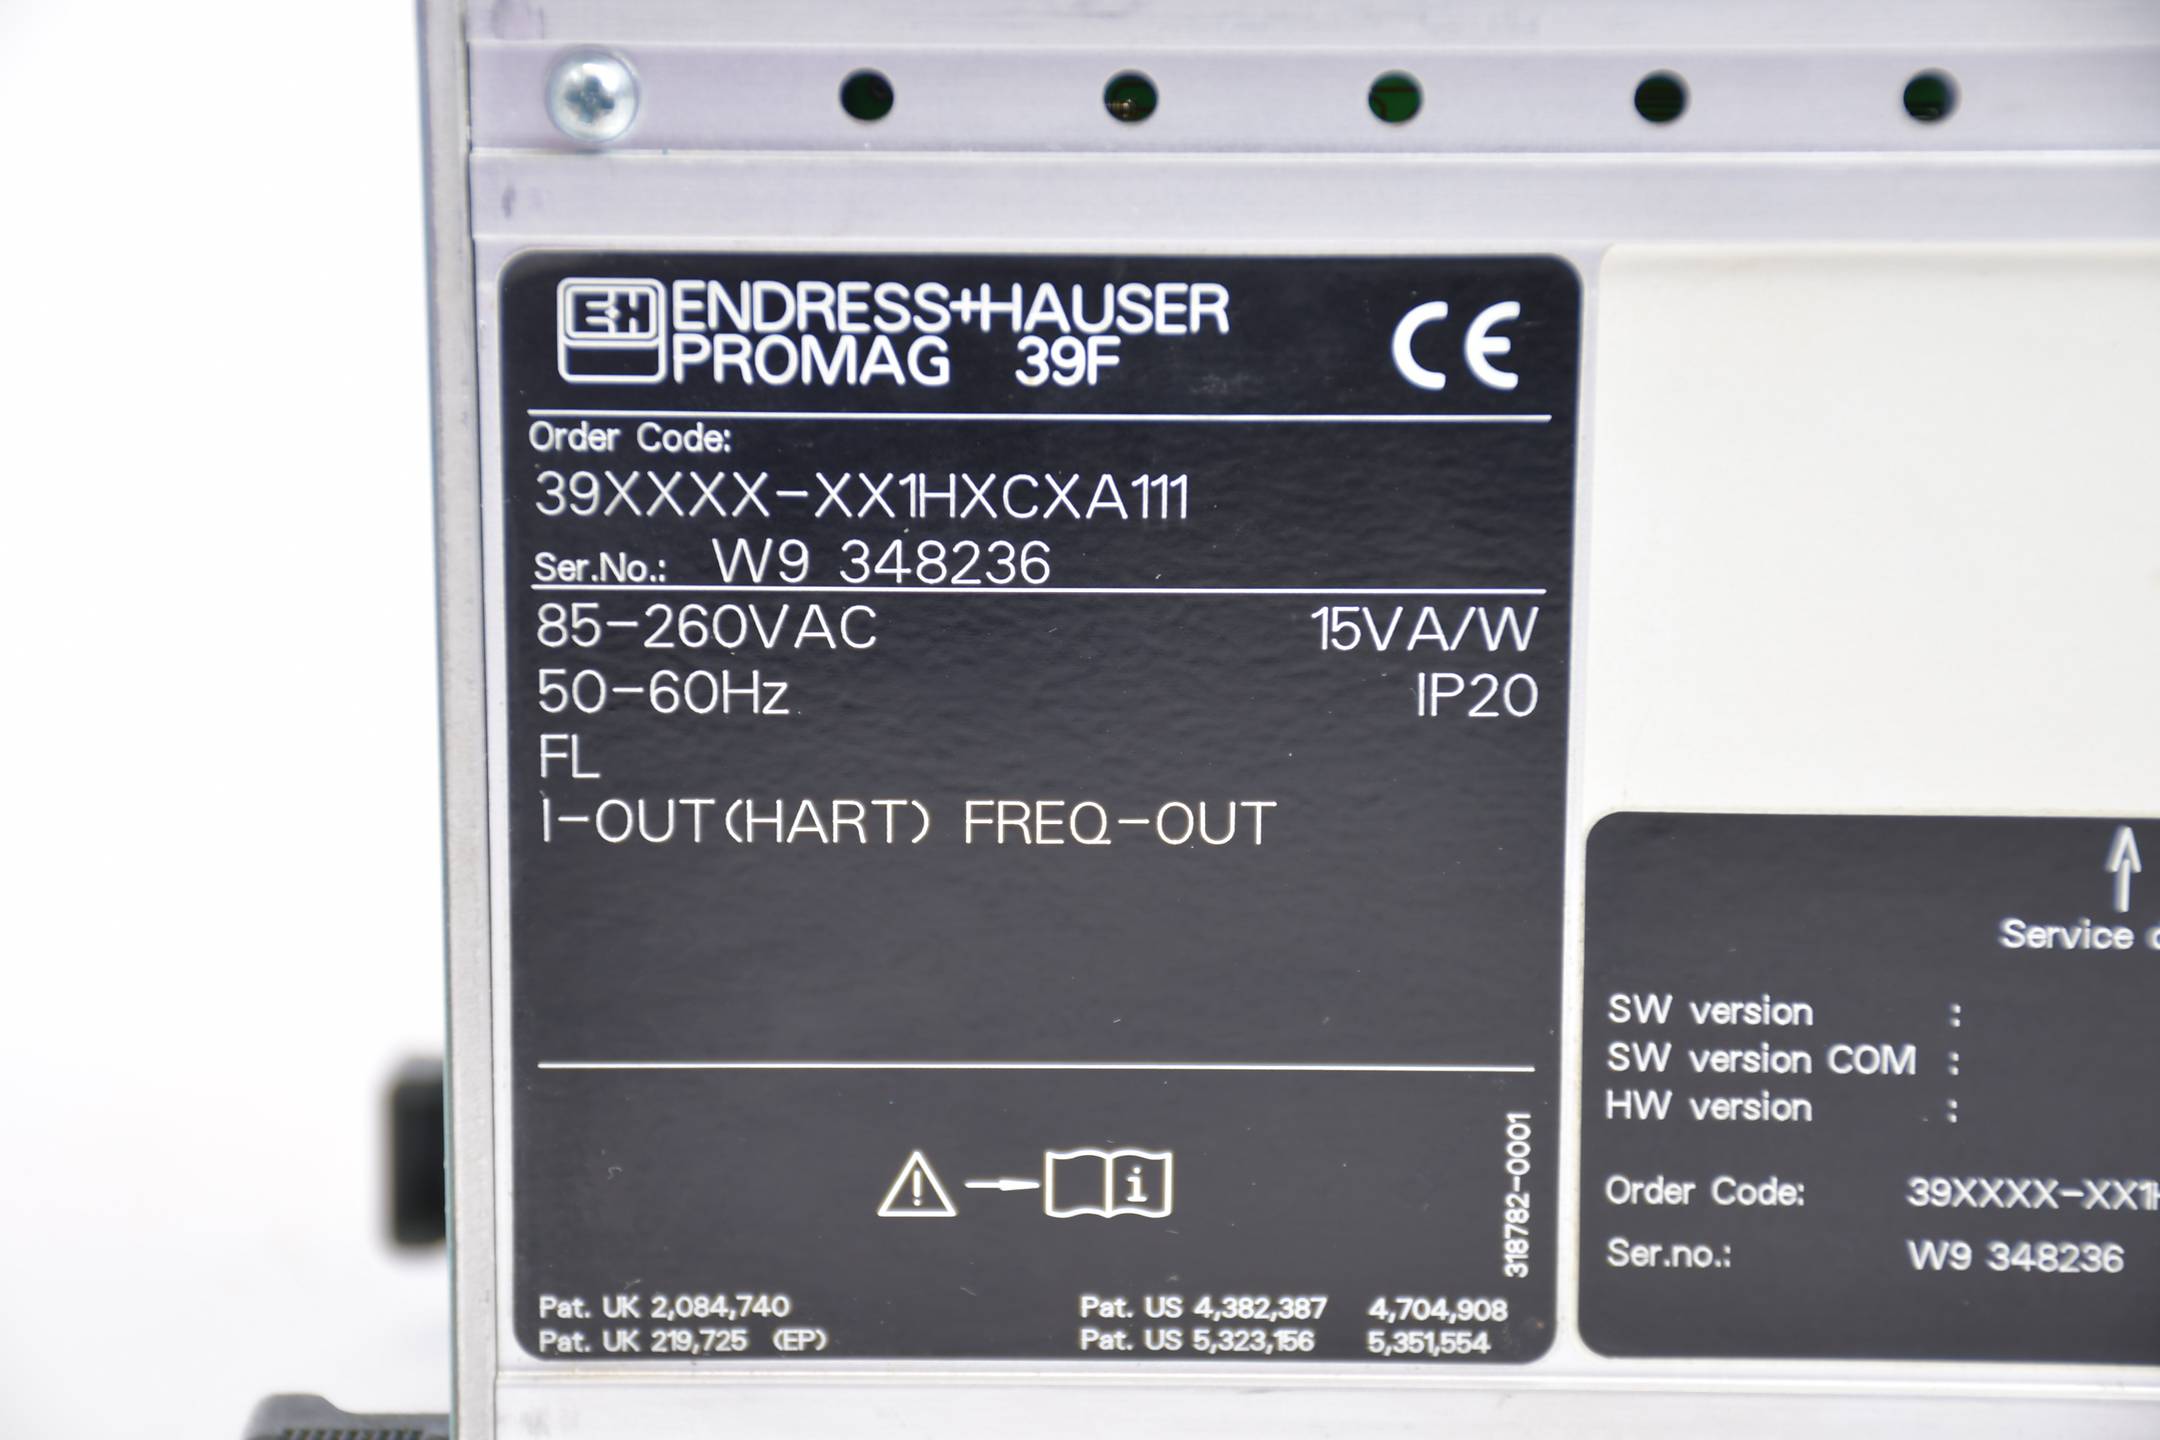 E+H ENDRESS+HAUSER
PROMAG 39F
CE
Order Code:
39XXXX-XX1HXCXA111
Ser.No.: W9 348236
85-260VAC 15VA/W
50-60Hz IP20
FL
I-OUT(HART) FREQ-OUT
i
318782-0001
Pat. UK 2,084,740 Pat. US 4,382,387 4,704,908
Pat. UK 219,725 (EP) Pat. US 5,323,156 5,351,554
Service
SW version :
SW version COM :
HW version :
Order Code: 39XXXX-XX1H
Ser.no.: W9 348236